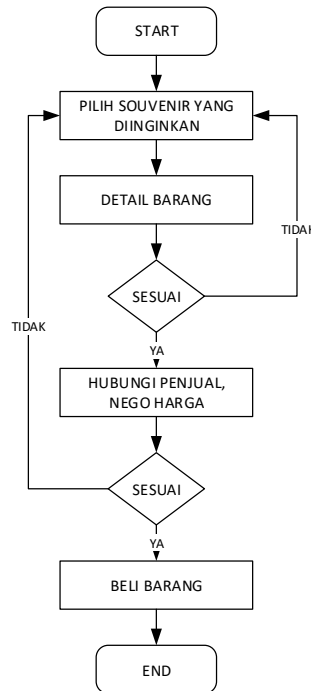 START
PILIH SOUVENIR YANG
DIINGINKAN
DETAIL BARANG
TIDAK
SESUAI
TIDAK
YA
HUBUNGI PENJUAL,
NEGO HARGA
SESUAI
YA
BELI BARANG
END